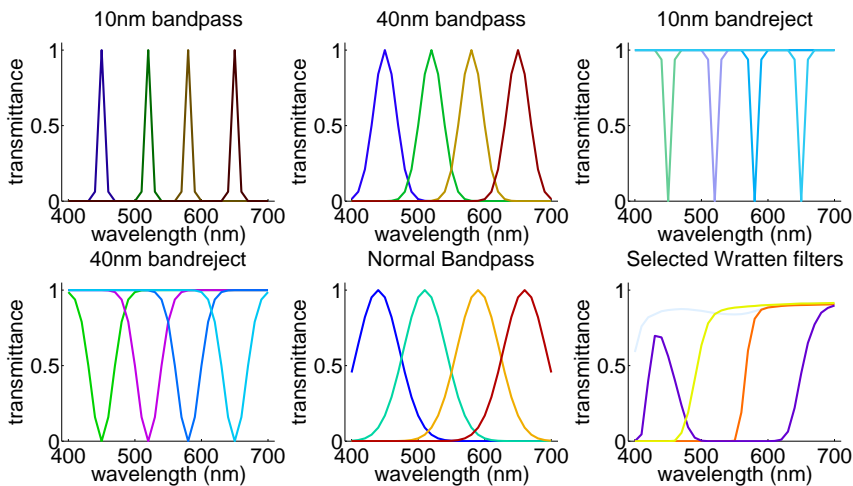 10nm bandpass
40nm bandpass
10nm bandreject
transmittance
1
0.5
0
400 500 600 700
wavelength (nm)
transmittance
1
0.5
0
400 500 600 700
wavelength (nm)
transmittance
1
0.5
0
400 500 600 700
wavelength (nm)
40nm bandreject
Normal Bandpass
Selected Wratten filters
transmittance
1
0.5
0
400 500 600 700
wavelength (nm)
transmittance
1
0.5
0
400 500 600 700
wavelength (nm)
transmittance
1
0.5
0
400 500 600 700
wavelength (nm)